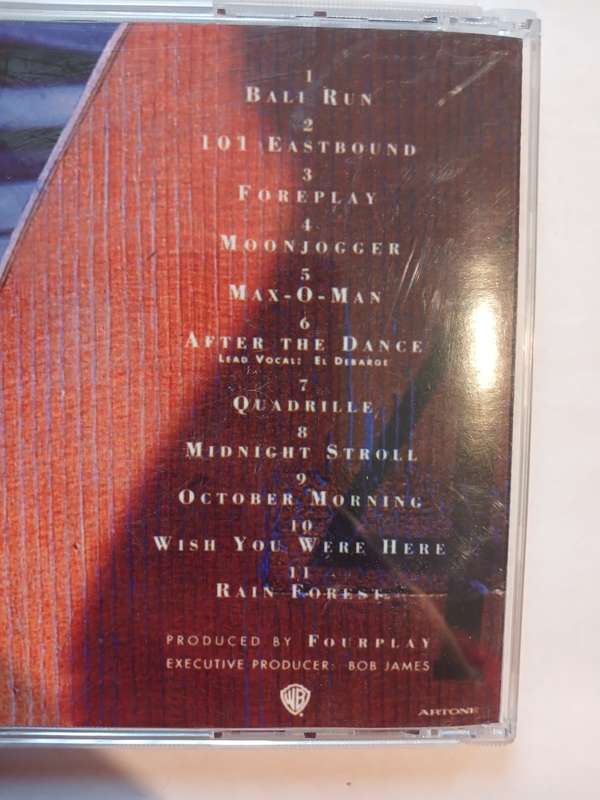 1
BALI RUN
2
101 EASTBOUND
3
FOREPLAY
4
MOONJOGGER
5
MAX-O-MAN
6
AFTER THE DANCE
LEAD VOCAL: EL DEBARGE
7
QUADRILLE
8
MIDNIGHT STROLL
9
OCTOBER MORNING
10
WISH YOU WERE HERE
11
RAIN FOREST
PRODUCED BY FOURPLAY
EXECUTIVE PRODUCER: BOB JAMES
WB
ARTONE